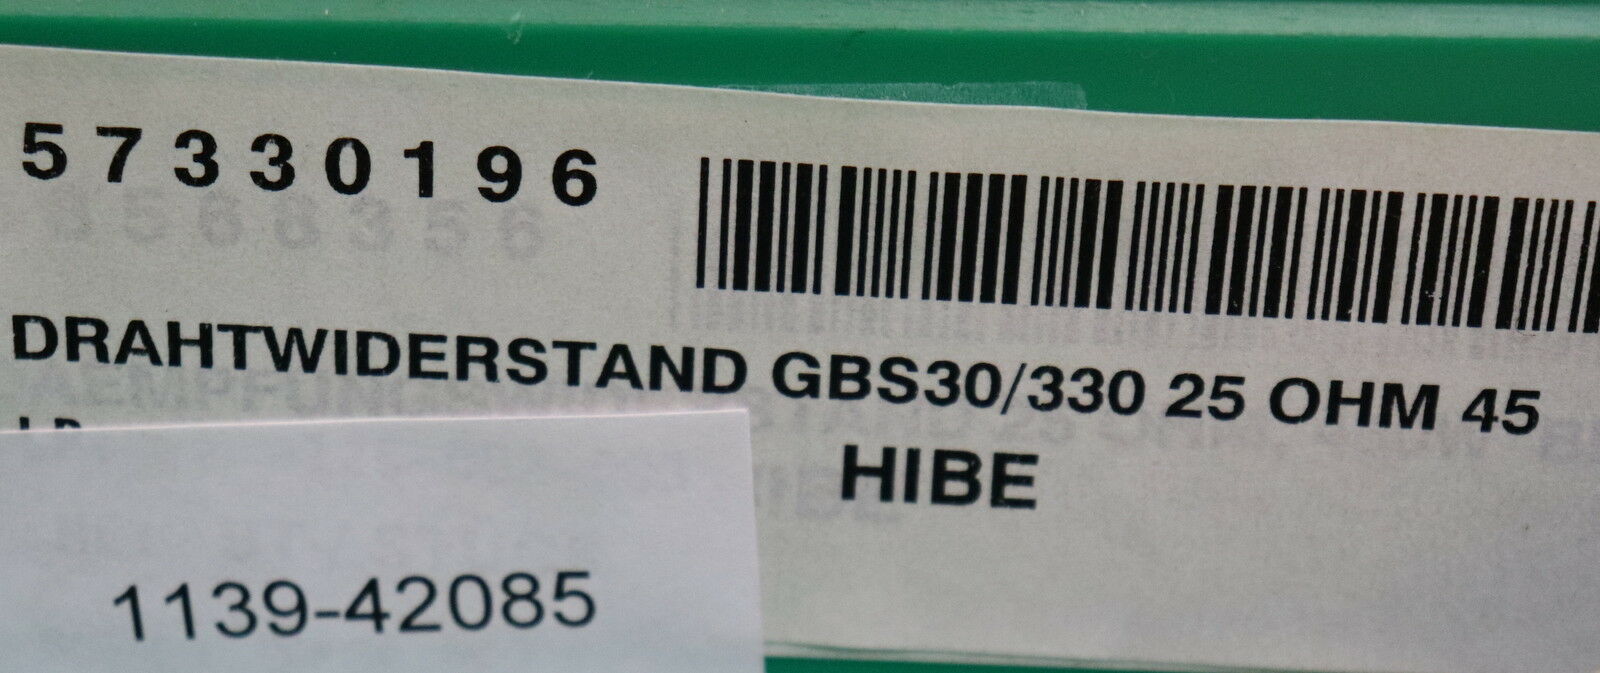 57330196
DRAHTWIDERSTAND GBS30/330 25 OHM 45
HIBE
1139-42085